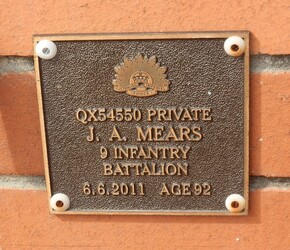 QX54550 PRIVATE
J. A. MEARS
9 INFANTRY
BATTALION
6.6.2011 AGE 92